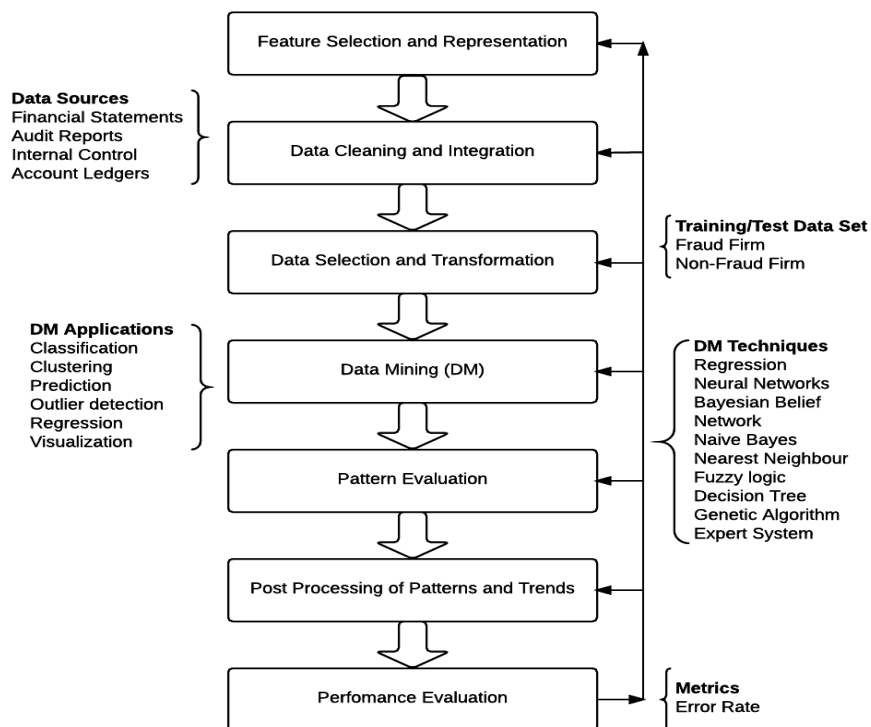 Feature Selection and Representation
Data Sources
Financial Statements
Audit Reports
Internal Control
Account Ledgers
Data Cleaning and Integration
Data Selection and Transformation
Training/Test Data Set
Fraud Firm
Non-Fraud Firm
DM Applications
Classification
Clustering
Prediction
Outlier detection
Regression
Visualization
Data Mining (DM)
DM Techniques
Regression
Neural Networks
Bayesian Belief
Network
Naive Bayes
Nearest Neighbour
Fuzzy logic
Decision Tree
Genetic Algorithm
Expert System
Pattern Evaluation
Post Processing of Patterns and Trends
Perfomance Evaluation
Metrics
Error Rate